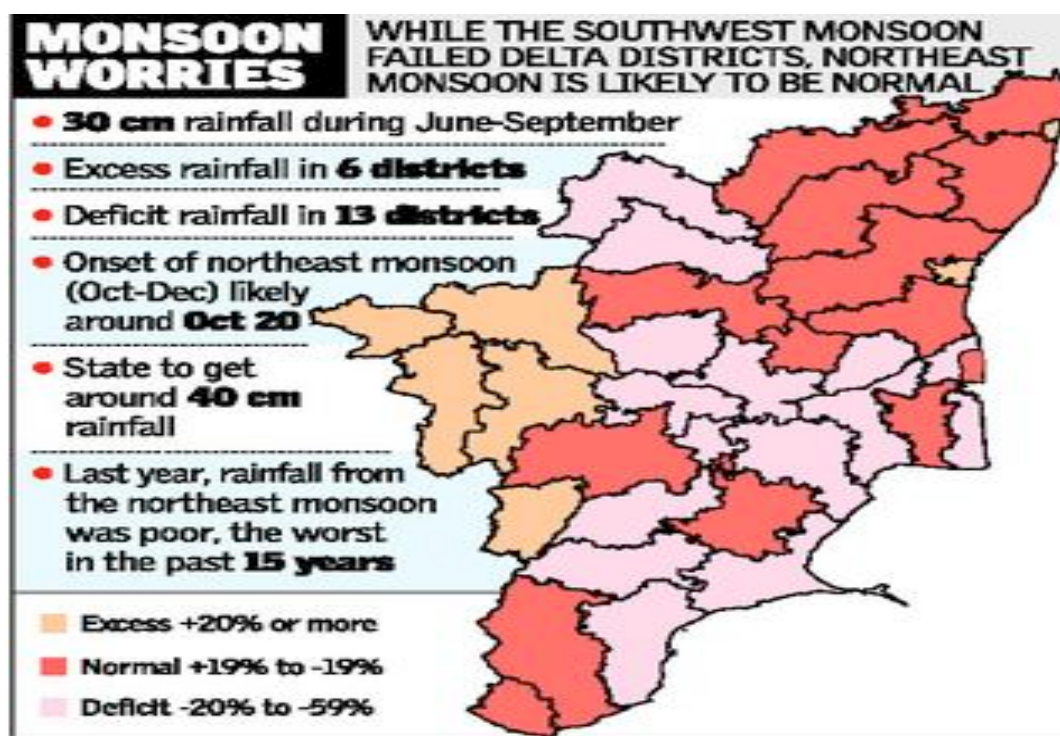 MONSOON
WORRIES
WHILE THE SOUTHWEST MONSOON
FAILED DELTA DISTRICTS, NORTHEAST
MONSOON IS LIKELY TO BE NORMAL
• 30 cm rainfall during June-September
• Excess rainfall in 6 districts
• Deficit rainfall in 13 districts
• Onset of northeast monsoon
(Oct-Dec) likely
around Oct 20
• State to get
around 40 cm
rainfall
• Last year, rainfall from
the northeast monsoon
was poor, the worst
in the past 15 years
Excess +20% or more
Normal +19% to -19%
Deficit -20% to -59%